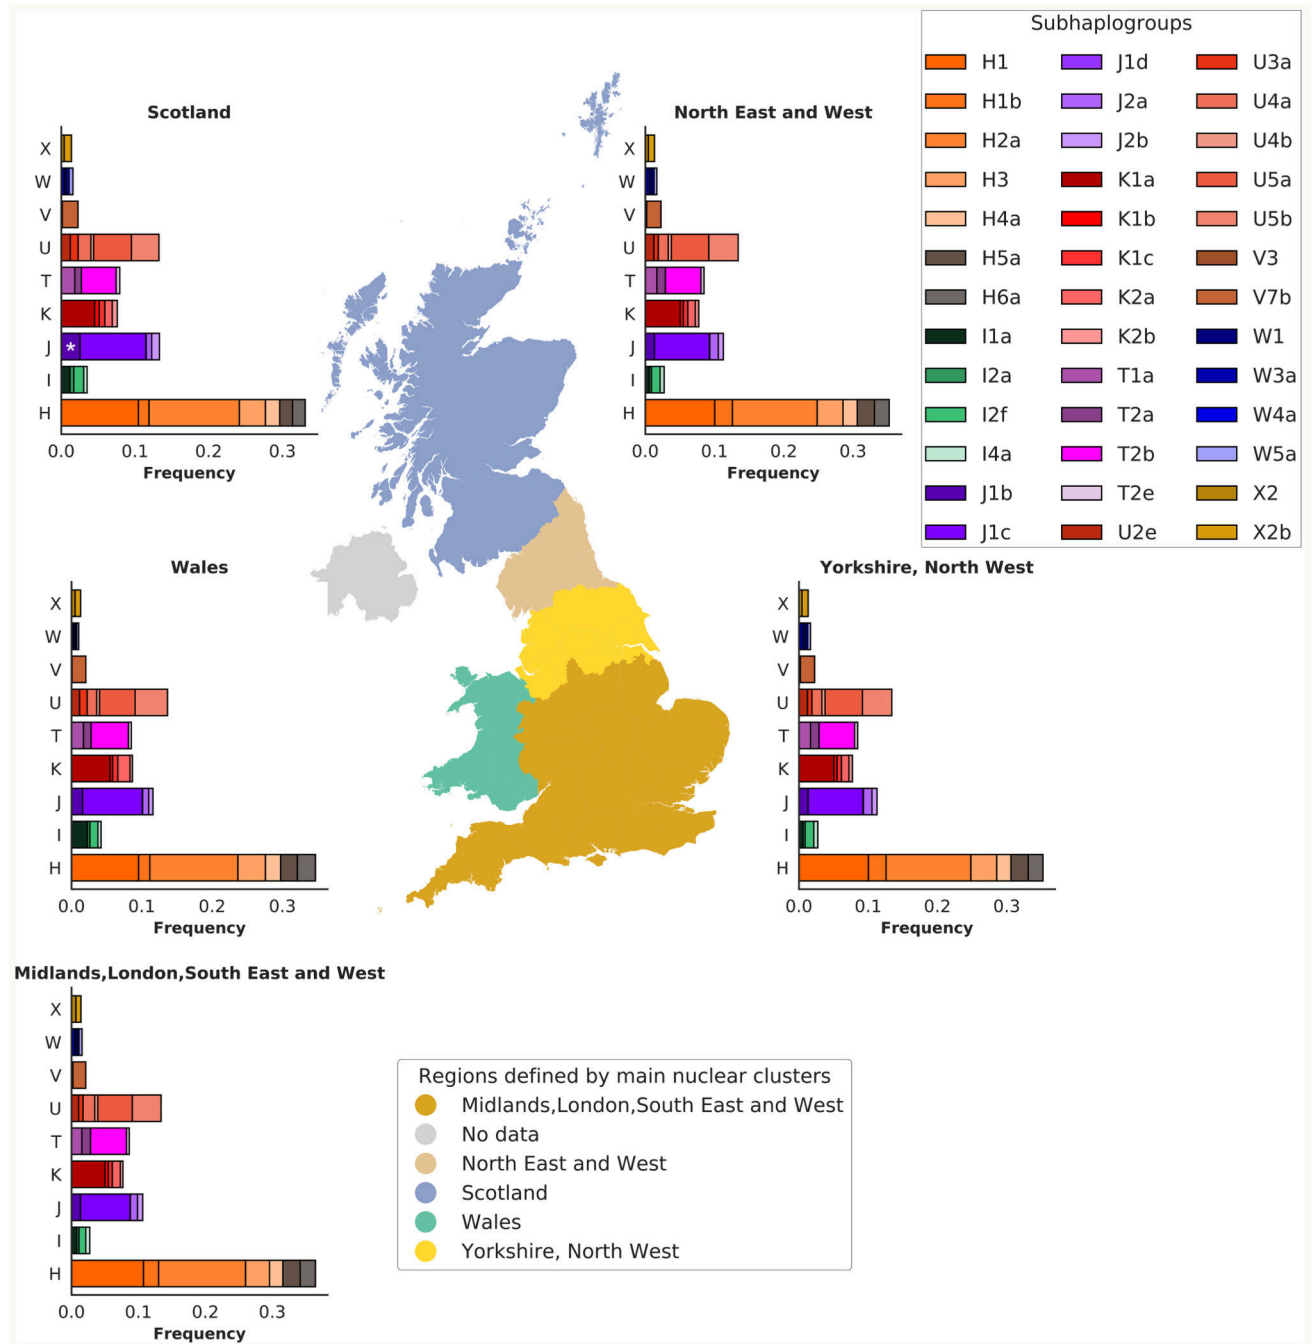 Subhaplogroups
H1 J1d U3a
H1b J2a U4a
H2a J2b U4b
H3 K1a U5a
H4a K1b U5b
H5a K1c V3
H6a K2a V7b
I1a K2b W1
I2a T1a W3a
I2f T2a W4a
I4a T2b W5a
J1b T2e X2
J1c U2e X2b
Scotland
X
W
V
U
T
K
J *
I
H
0.0 0.1 0.2 0.3
Frequency
North East and West
X
W
V
U
T
K
J
I
H
0.0 0.1 0.2 0.3
Frequency
Wales
X
W
V
U
T
K
J
I
H
0.0 0.1 0.2 0.3
Frequency
Yorkshire, North West
X
W
V
U
T
K
J
I
H
0.0 0.1 0.2 0.3
Frequency
Midlands,London,South East and West
X
W
V
U
T
K
J
I
H
0.0 0.1 0.2 0.3
Frequency
Regions defined by main nuclear clusters
Midlands,London,South East and West
No data
North East and West
Scotland
Wales
Yorkshire, North West